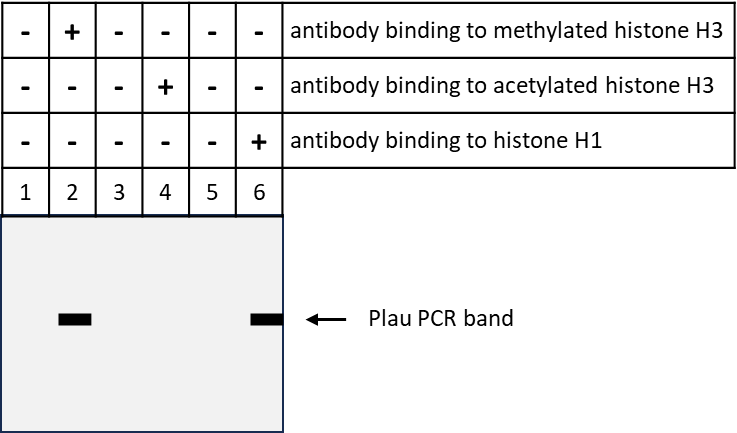 - + - - - - antibody binding to methylated histone H3
- - - + - - antibody binding to acetylated histone H3
- - - - - + antibody binding to histone H1
1 2 3 4 5 6
Plau PCR band